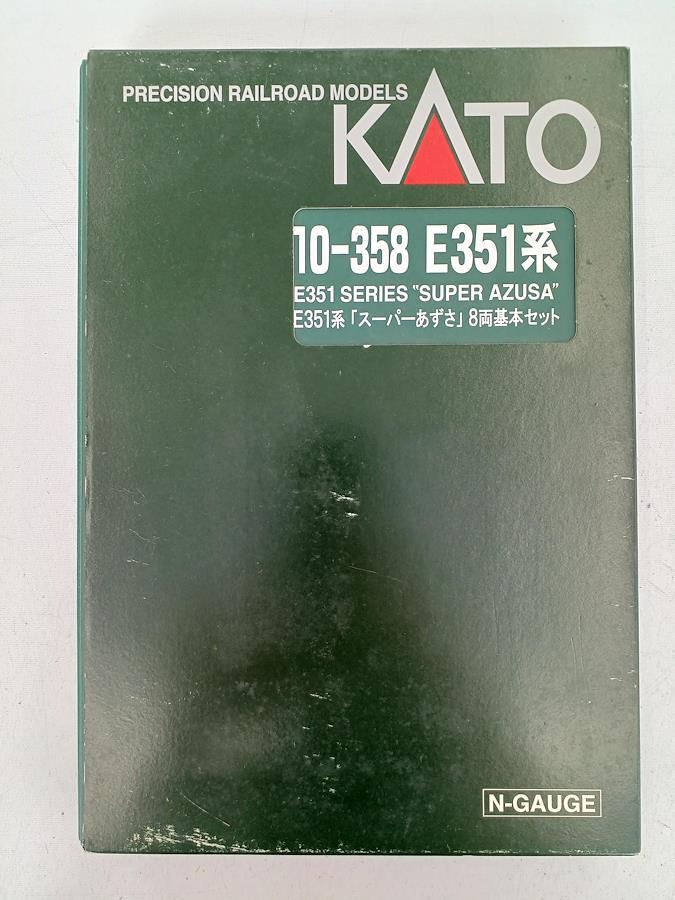 PRECISION RAILROAD MODELS
KATO
10-358 E351系
E351 SERIES "SUPER AZUSA"
E351系「スーパーあずさ」8両基本セット
N-GAUGE